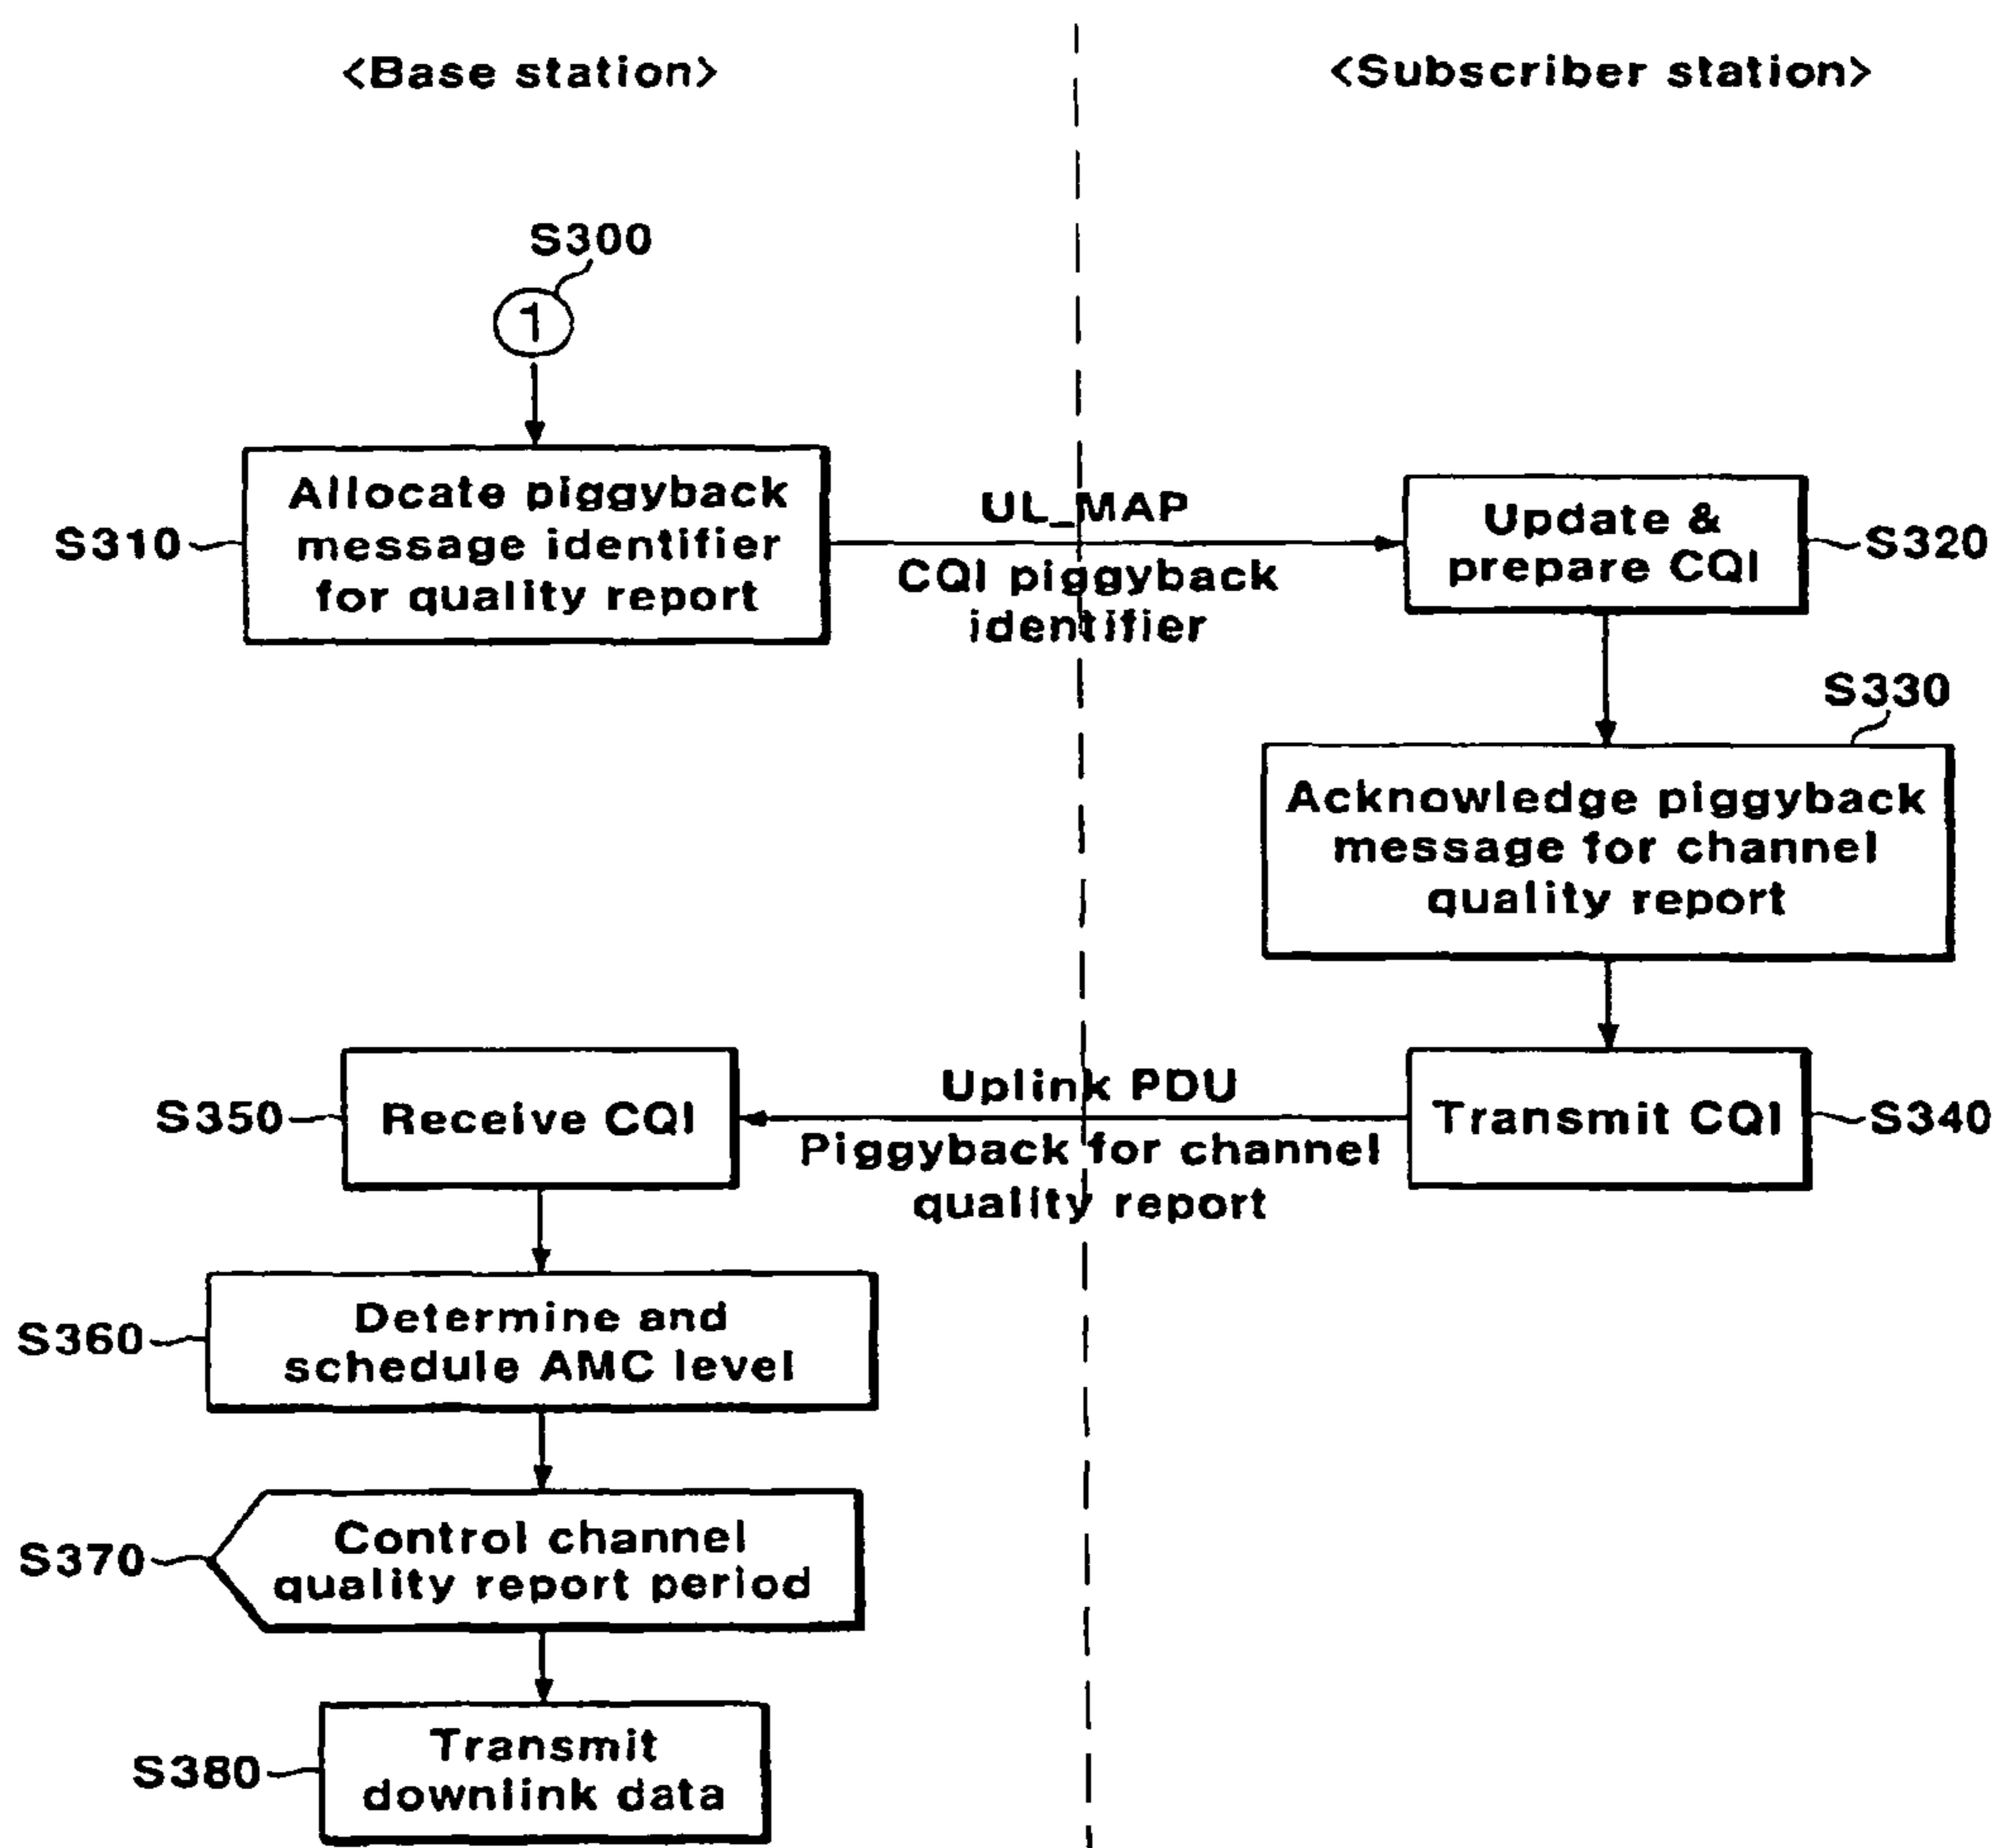 <Base station>
<Subscriber station>
S300
1
S310
Allocate piggyback
message identifier
for quality report
UL_MAP
CQI piggyback
identifier
Update &
prepare CQI
S320
S330
Acknowledge piggyback
message for channel
quality report
S350
Receive CQI
Uplink PDU
Piggyback for channel
quality report
Transmit CQI
S340
S360
Determine and
schedule AMC level
S370
Control channel
quality report period
S380
Transmit
downlink data